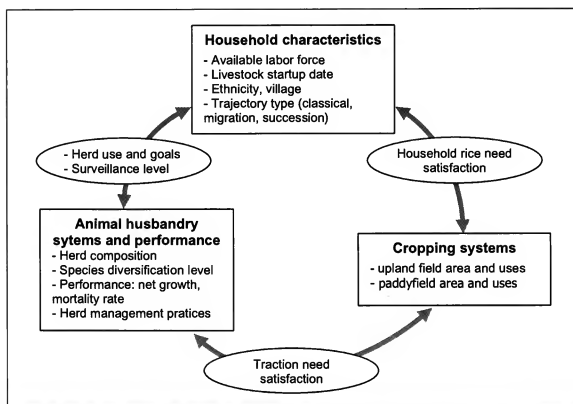 Household characteristics
- Available labor force
- Livestock startup date
- Ethnicity, village
- Trajectory type (classical,
migration, succession)
- Herd use and goals
- Surveillance level
Household rice need
satisfaction
Animal husbandry
sytems and performance
- Herd composition
- Species diversification level
- Performance: net growth,
mortality rate
- Herd management pratices
Cropping systems
- upland field area and uses
- paddyfield area and uses
Traction need
satisfaction